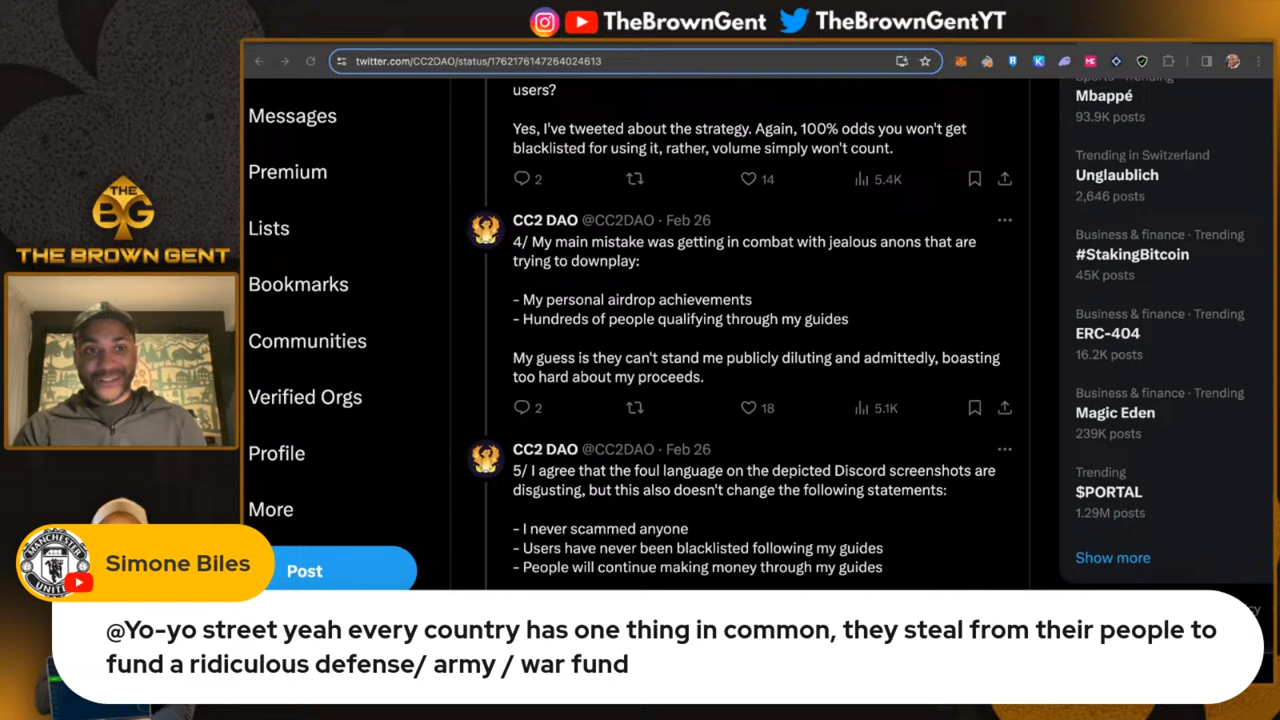 TheBrownGent TheBrownGentYT
twitter.com/CC2DAO/status/1762176147264024613
THE
BG
THE BROWN GENT
Messages
Premium
Lists
Bookmarks
Communities
Verified Orgs
Profile
More
Post
users?
Yes, I've tweeted about the strategy. Again, 100% odds you won't get
blacklisted for using it, rather, volume simply won't count.
2 14 5.4K
CC2 DAO @CC2DAO · Feb 26
4/ My main mistake was getting in combat with jealous anons that are
trying to downplay:
- My personal airdrop achievements
- Hundreds of people qualifying through my guides
My guess is they can't stand me publicly diluting and admittedly, boasting
too hard about my proceeds.
2 18 5.1K
CC2 DAO @CC2DAO · Feb 26
5/ I agree that the foul language on the depicted Discord screenshots are
disgusting, but this also doesn't change the following statements:
- I never scammed anyone
- Users have never been blacklisted following my guides
- People will continue making money through my guides
Sports · Trending
Mbappé
93.9K posts
Trending in Switzerland
Unglaublich
2,646 posts
Business & finance · Trending
#StakingBitcoin
45K posts
Business & finance · Trending
ERC-404
16.2K posts
Business & finance · Trending
Magic Eden
239K posts
Trending
$PORTAL
1.29M posts
Show more
MANCHESTER
UNITED
Simone Biles
@Yo-yo street yeah every country has one thing in common, they steal from their people to
fund a ridiculous defense/ army / war fund